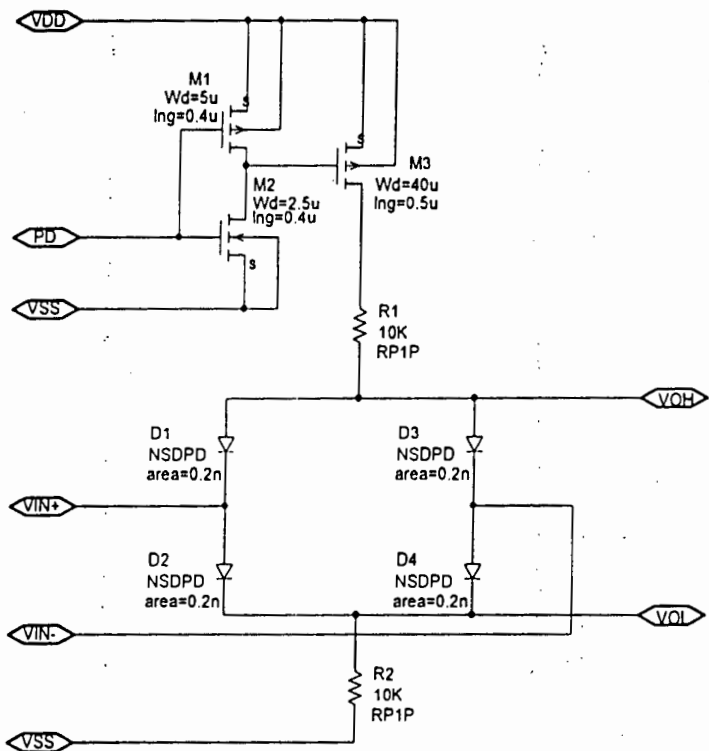 VDD
M1
Wd=5u
lng=0.4u
S
S
M3
Wd=40u
lng=0.5u
M2
Wd=2.5u
lng=0.4u
PD
S
VSS
R1
10K
RP1P
VOH
D1
NSDPD
area=0.2n
D3
NSDPD
area=0.2n
VIN+
D2
NSDPD
area=0.2n
D4
NSDPD
area=0.2n
VOL
VIN-
R2
10K
RP1P
VSS